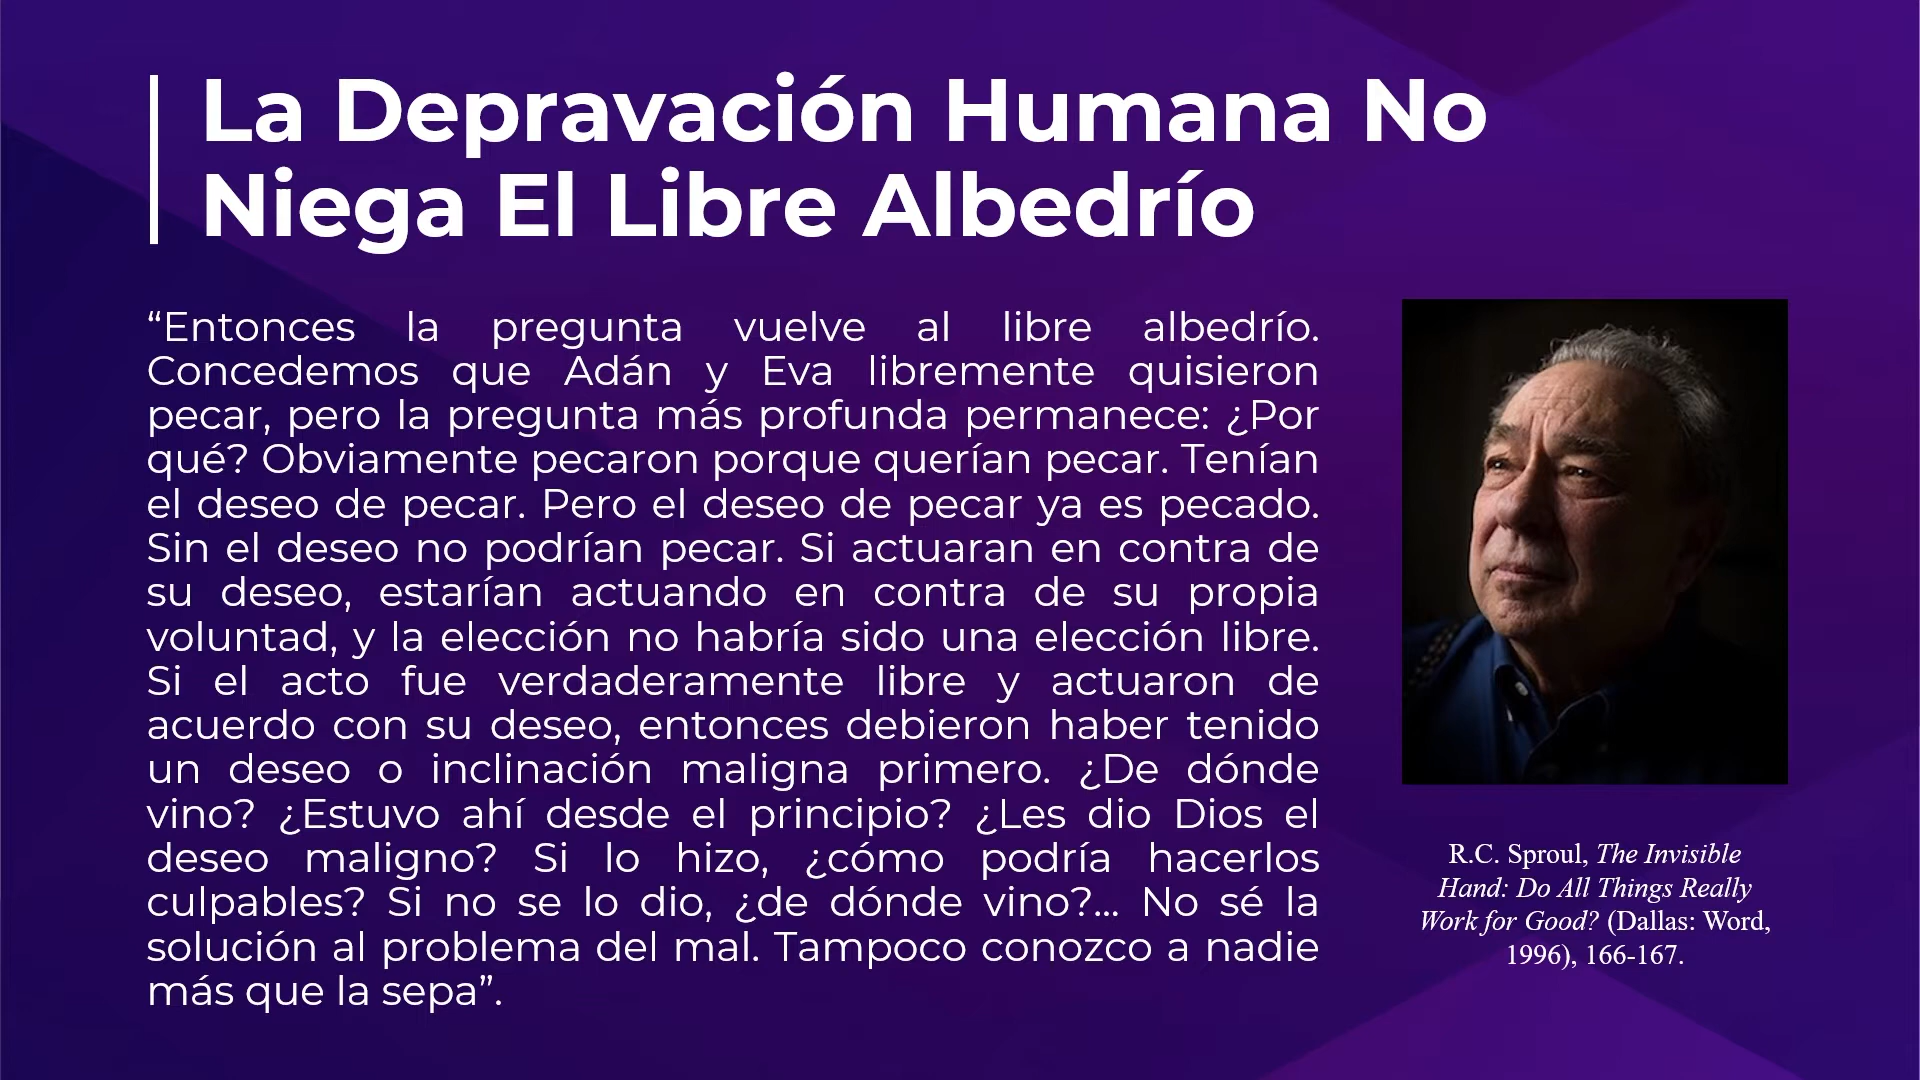 La Depravación Humana No
Niega El Libre Albedrío
“Entonces la pregunta vuelve al libre albedrío.
Concedemos que Adán y Eva libremente quisieron
pecar, pero la pregunta más profunda permanece: ¿Por
qué? Obviamente pecaron porque querían pecar. Tenían
el deseo de pecar. Pero el deseo de pecar ya es pecado.
Sin el deseo no podrían pecar. Si actuaran en contra de
su deseo, estarían actuando en contra de su propia
voluntad, y la elección no habría sido una elección libre.
Si el acto fue verdaderamente libre y actuaron de
acuerdo con su deseo, entonces debieron haber tenido
un deseo o inclinación maligna primero. ¿De dónde
vino? ¿Estuvo ahí desde el principio? ¿Les dio Dios el
deseo maligno? Si lo hizo, ¿cómo podría hacerlos
culpables? Si no se lo dio, ¿de dónde vino?... No sé la
solución al problema del mal. Tampoco conozco a nadie
más que la sepa”.
R.C. Sproul, The Invisible
Hand: Do All Things Really
Work for Good? (Dallas: Word,
1996), 166-167.